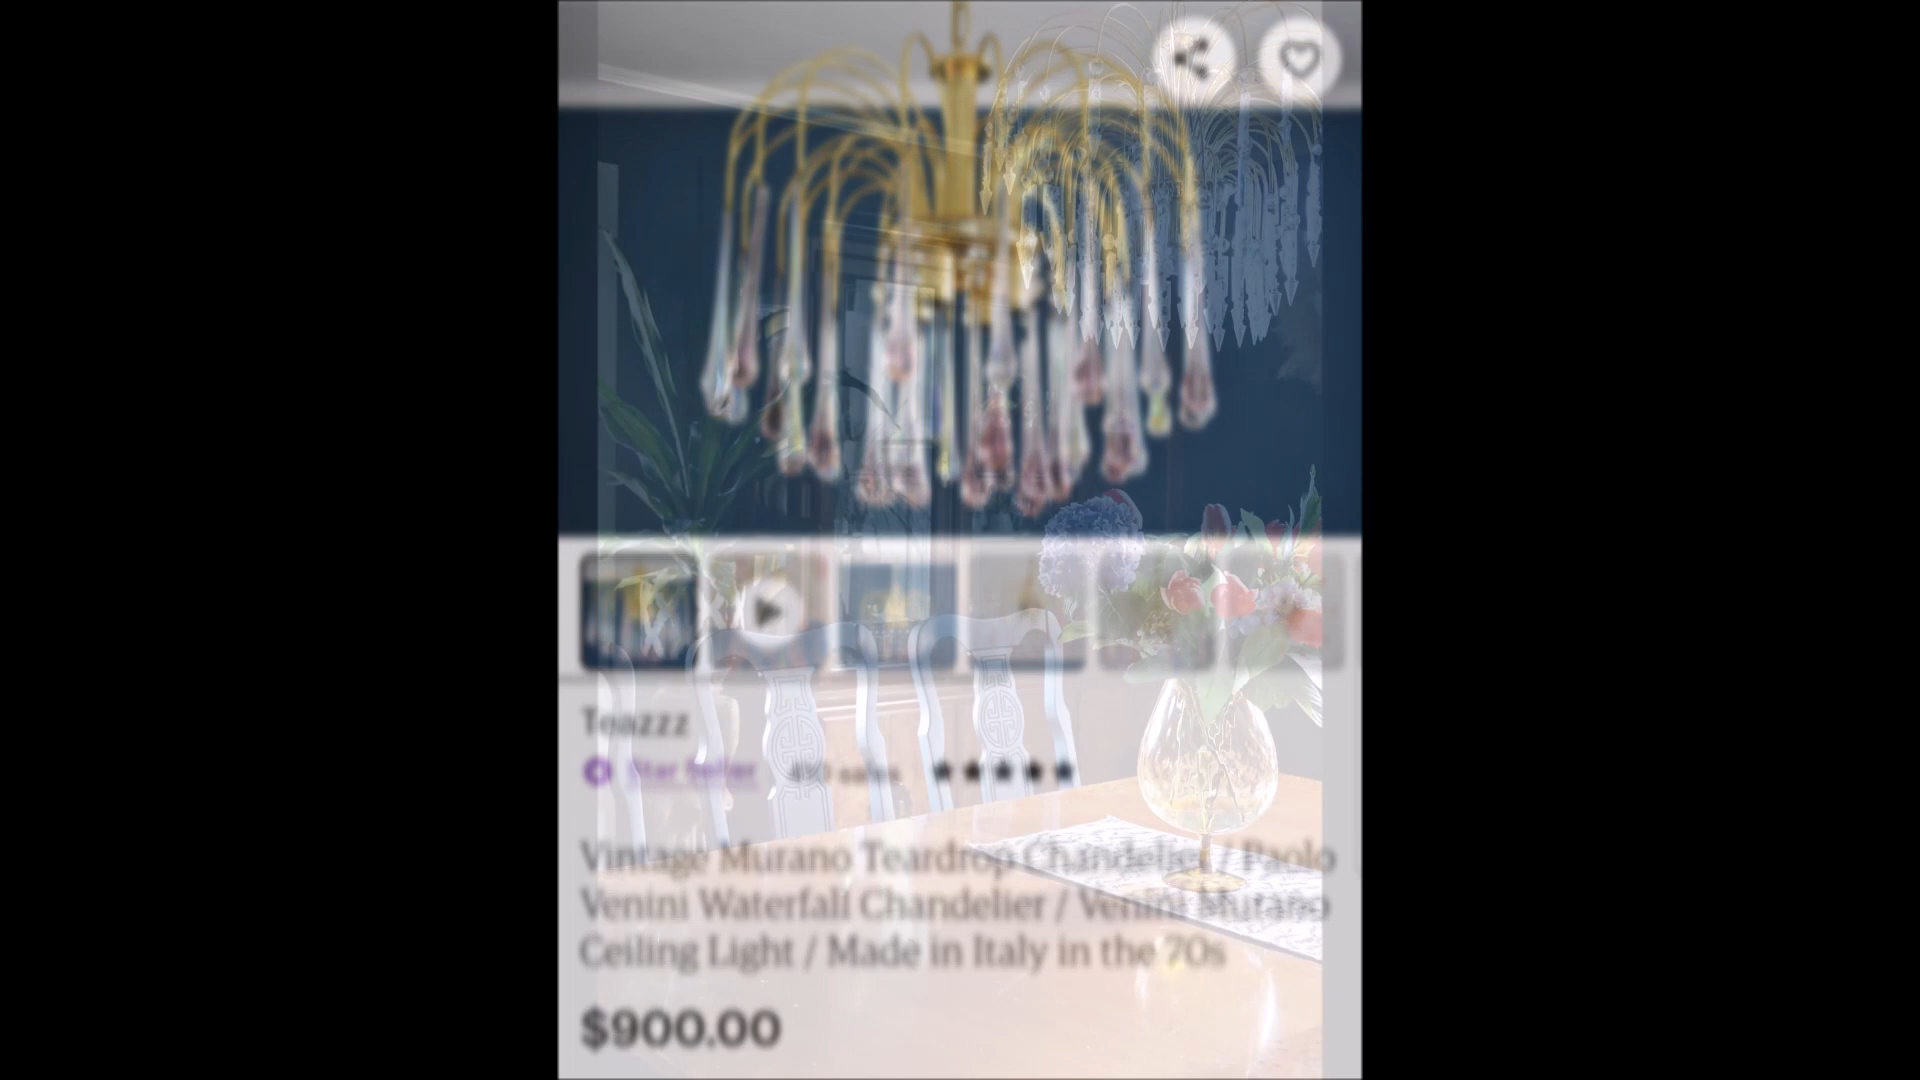 Teazzz
Star Seller sales
Vintage Murano Teardrop Chandelier / Paolo
Venini Waterfall Chandelier / Venini Murano
Ceiling Light / Made in Italy in the 70s
$900.00